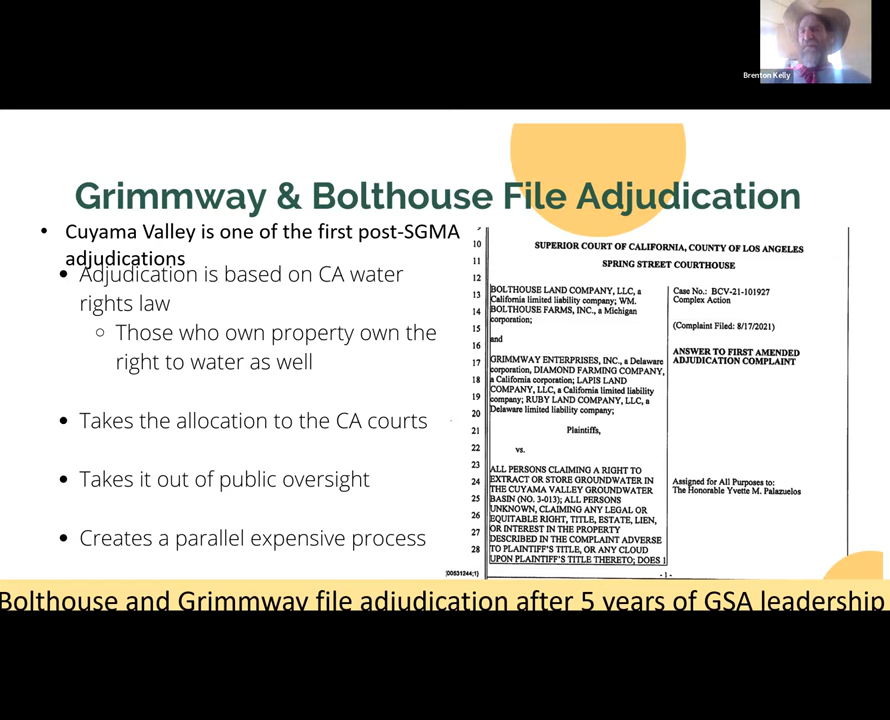 Brenton Kelly
Grimmway & Bolthouse File Adjudication
• Cuyama Valley is one of the first post-SGMA
adjudications
• Adjudication is based on CA water
rights law
○ Those who own property own the
right to water as well
• Takes the allocation to the CA courts
• Takes it out of public oversight
• Creates a parallel expensive process
9
10
11
12
13
14
15
16
17
18
19
20
21
22
23
24
25
26
27
28
SUPERIOR COURT OF CALIFORNIA, COUNTY OF LOS ANGELES
SPRING STREET COURTHOUSE
BOLTHOUSE LAND COMPANY, LLC, a
California limited liability company; WM.
BOLTHOUSE FARMS, INC., a Michigan
corporation;
and
GRIMMWAY ENTERPRISES, INC., a Delaware
corporation, DIAMOND FARMING COMPANY,
a California corporation; LAPIS LAND
COMPANY, LLC, a California limited liability
company; RUBY LAND COMPANY, LLC, a
Delaware limited liability company;
Plaintiffs,
vs.
ALL PERSONS CLAIMING A RIGHT TO
EXTRACT OR STORE GROUNDWATER IN
THE CUYAMA VALLEY GROUNDWATER
BASIN (NO. 3-013); ALL PERSONS
UNKNOWN, CLAIMING ANY LEGAL OR
EQUITABLE RIGHT, TITLE, ESTATE, LIEN,
OR INTEREST IN THE PROPERTY
DESCRIBED IN THE COMPLAINT ADVERSE
TO PLAINTIFF'S TITLE, OR ANY CLOUD
UPON PLAINTIFF'S TITLE THERETO; DOES 1
Case No.: BCV-21-101927
Complex Action
(Complaint Filed: 8/17/2021)
ANSWER TO FIRST AMENDED
ADJUDICATION COMPLAINT
Assigned for All Purposes to:
The Honorable Yvette M. Palazuelos
{00531244;1}
- 1 -
Bolthouse and Grimmway file adjudication after 5 years of GSA leadership